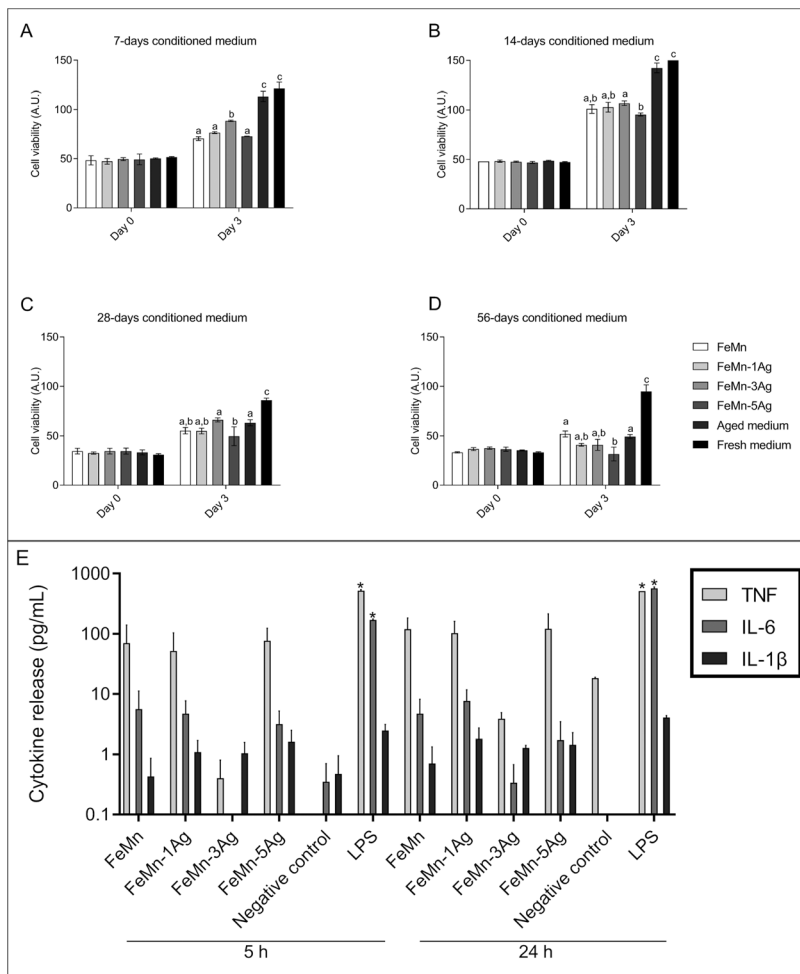 A
7-days conditioned medium
Cell viability (A.U.)
150
100
50
0
a
a
b
a
c
c
Day 0
Day 3
B
14-days conditioned medium
Cell viability (A.U.)
150
100
50
0
a,b
a,b
a
b
c
c
Day 0
Day 3
C
28-days conditioned medium
Cell viability (A.U.)
150
100
50
0
a,b
a,b
a
b
a
c
Day 0
Day 3
D
56-days conditioned medium
Cell viability (A.U.)
150
100
50
0
a
a,b
a,b
b
a
c
Day 0
Day 3
FeMn
FeMn-1Ag
FeMn-3Ag
FeMn-5Ag
Aged medium
Fresh medium
E
Cytokine release (pg/mL)
1000
100
10
1
0.1
* *
* *
FeMn
FeMn-1Ag
FeMn-3Ag
FeMn-5Ag
Negative control
LPS
FeMn
FeMn-1Ag
FeMn-3Ag
FeMn-5Ag
Negative control
LPS
5 h
24 h
TNF
IL-6
IL-1β